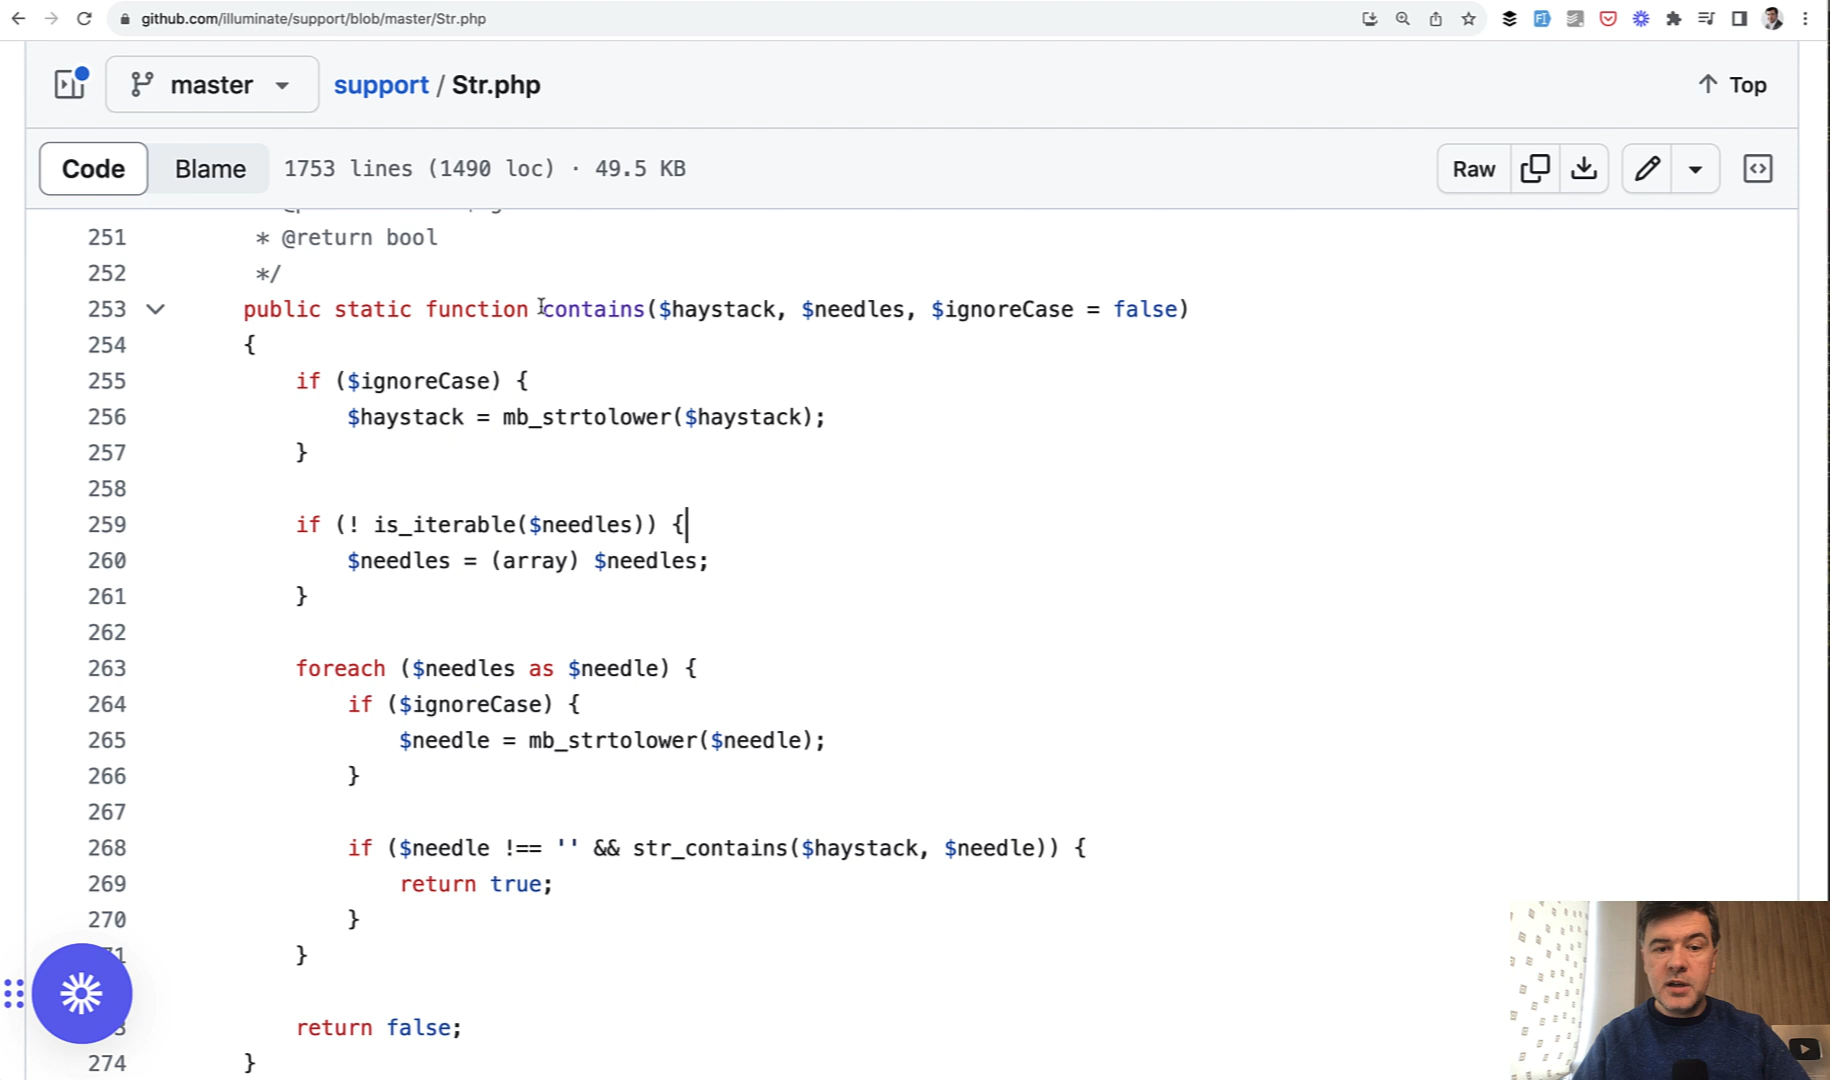 github.com/illuminate/support/blob/master/Str.php
master
support / Str.php
Top
Code
Blame
1753 lines (1490 loc) · 49.5 KB
Raw
251 * @return bool
252 */
253 public static function contains($haystack, $needles, $ignoreCase = false)
254 {
255 if ($ignoreCase) {
256 $haystack = mb_strtolower($haystack);
257 }
258
259 if (! is_iterable($needles)) {
260 $needles = (array) $needles;
261 }
262
263 foreach ($needles as $needle) {
264 if ($ignoreCase) {
265 $needle = mb_strtolower($needle);
266 }
267
268 if ($needle !== '' && str_contains($haystack, $needle)) {
269 return true;
270 }
71 }
3 return false;
274 }